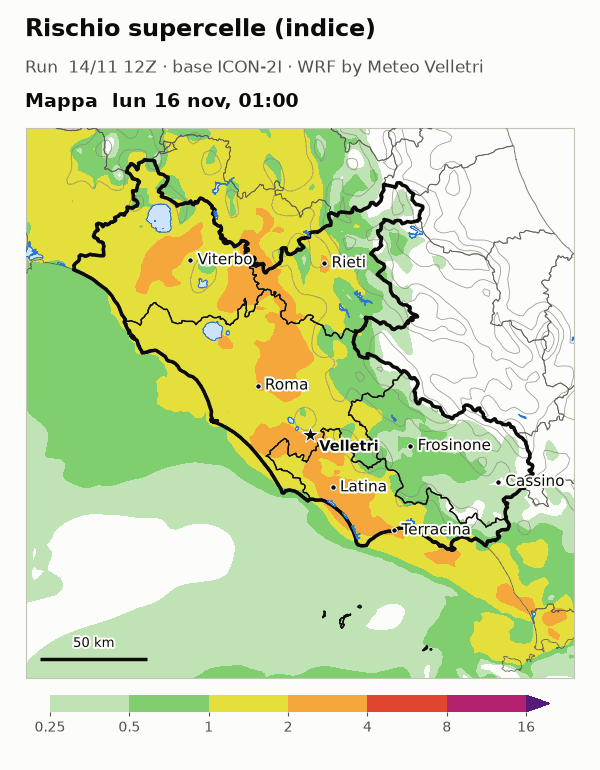 Rischio supercelle (indice)
Run  14/11 12Z · base ICON-2I · WRF by Meteo Velletri
Mappa  lun 16 nov, 01:00
Viterbo
Rieti
Roma
Velletri
Frosinone
Cassino
Latina
Terracina
50 km
0.25 0.5 1 2 4 8 16